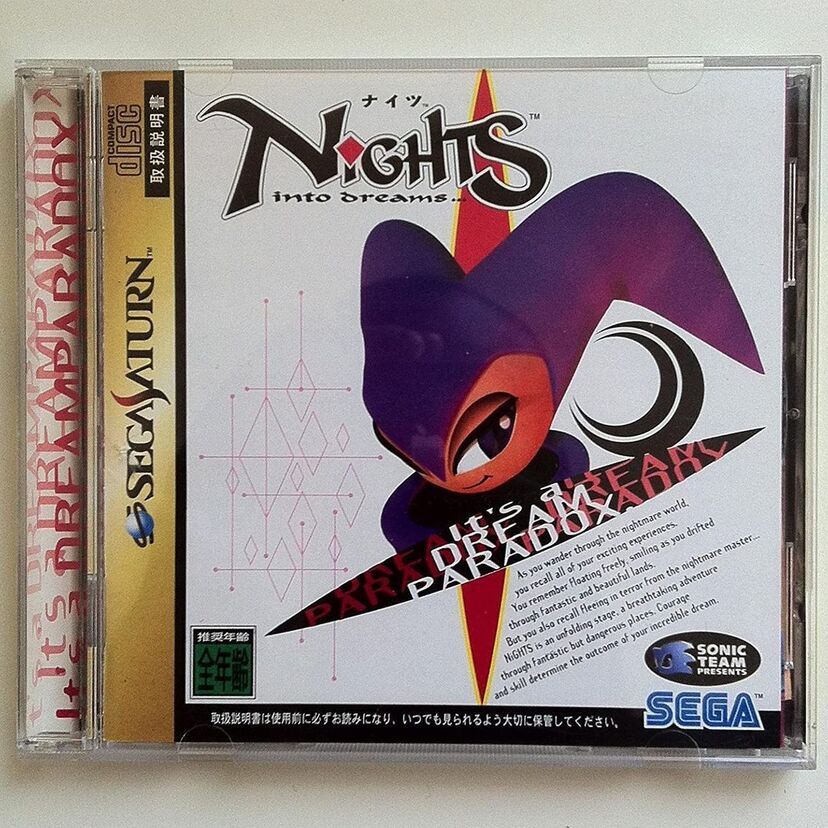 ナイツ™
NiGHTS™
into dreams...
COMPACT
disc
取扱説明書
SEGA SATURN™
It's a
DREAM
PARADOX.
As you wander through the nightmare world,
you recall all of your exciting experiences.
You remember floating freely, smiling as you drifted
through fantastic and beautiful lands.
But you also recall fleeing in terror from the nightmare master...
NiGHTS is an unfolding stage, a breathtaking adventure
through fantastic but dangerous places. Courage
and skill determine the outcome of your incredible dream.
推奨年齢
全年齢
SONIC
TEAM
PRESENTS
SEGA™
取扱説明書は使用前に必ずお読みになり、いつでも見られるよう大切に保管してください。